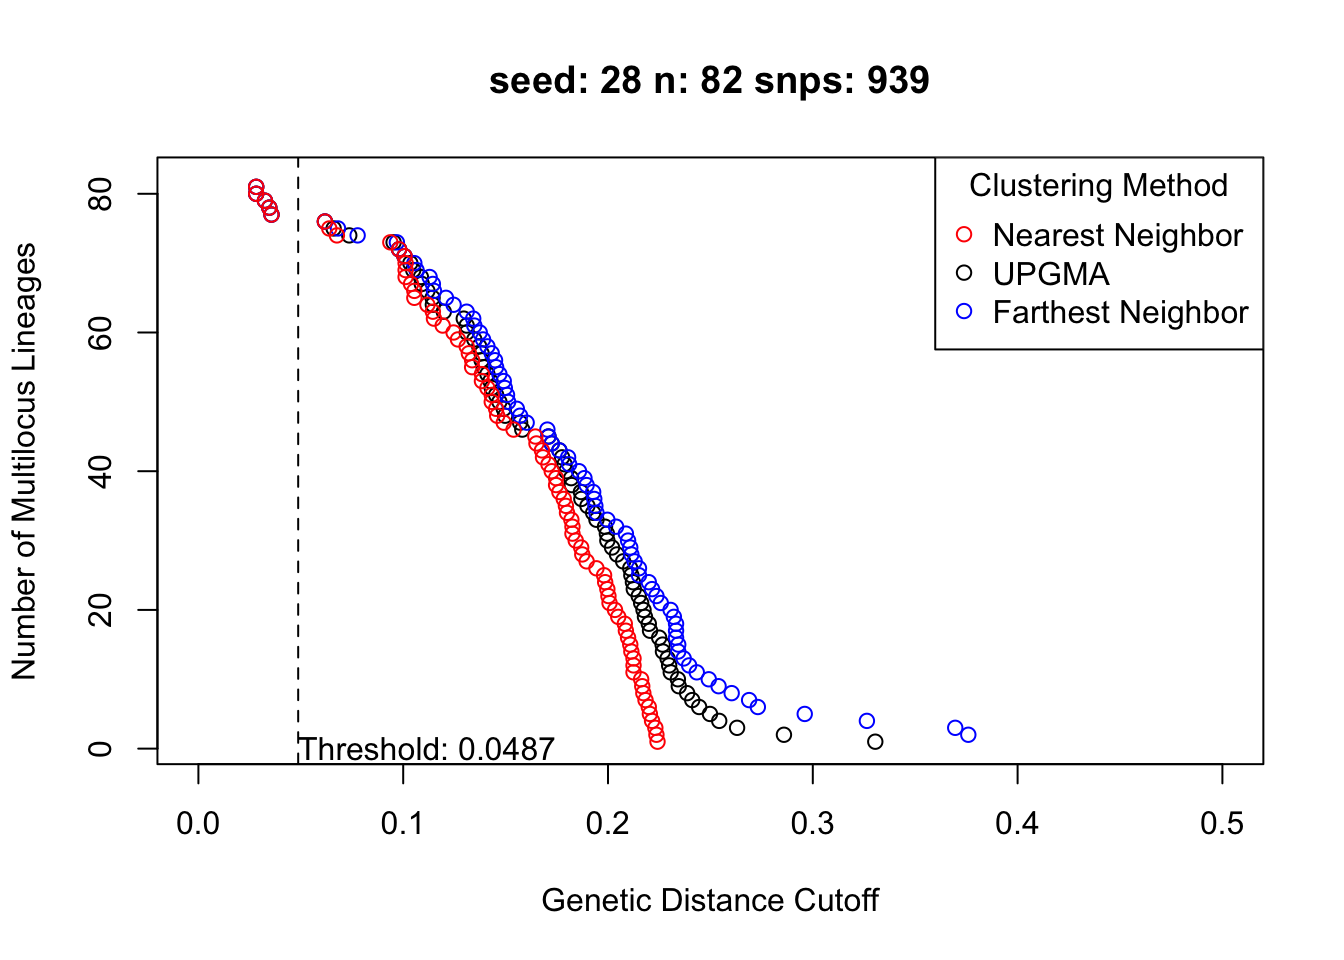 seed: 28 n: 82 snps: 939
Number of Multilocus Lineages
80
60
40
20
0
Clustering Method
Nearest Neighbor
UPGMA
Farthest Neighbor
Threshold: 0.0487
0.0 0.1 0.2 0.3 0.4 0.5
Genetic Distance Cutoff